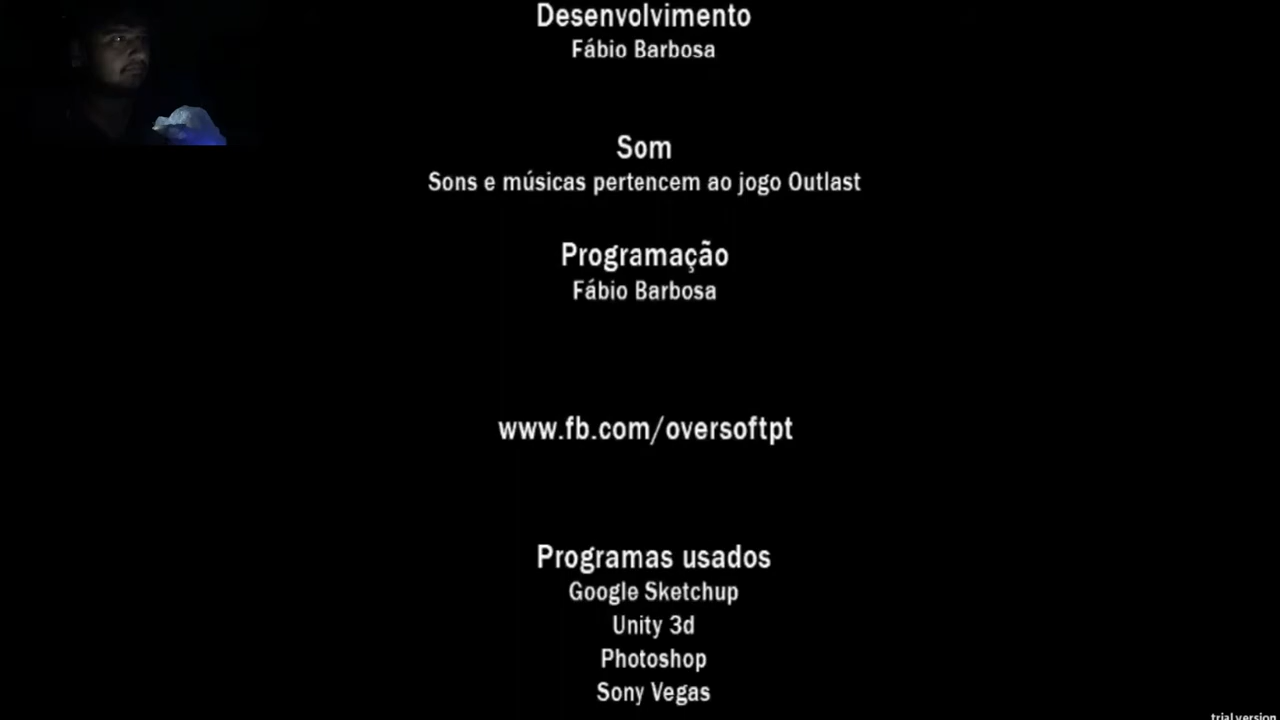 Desenvolvimento
Fábio Barbosa
Som
Sons e músicas pertencem ao jogo Outlast
Programação
Fábio Barbosa
www.fb.com/oversoftpt
Programas usados
Google Sketchup
Unity 3d
Photoshop
Sony Vegas
trial version